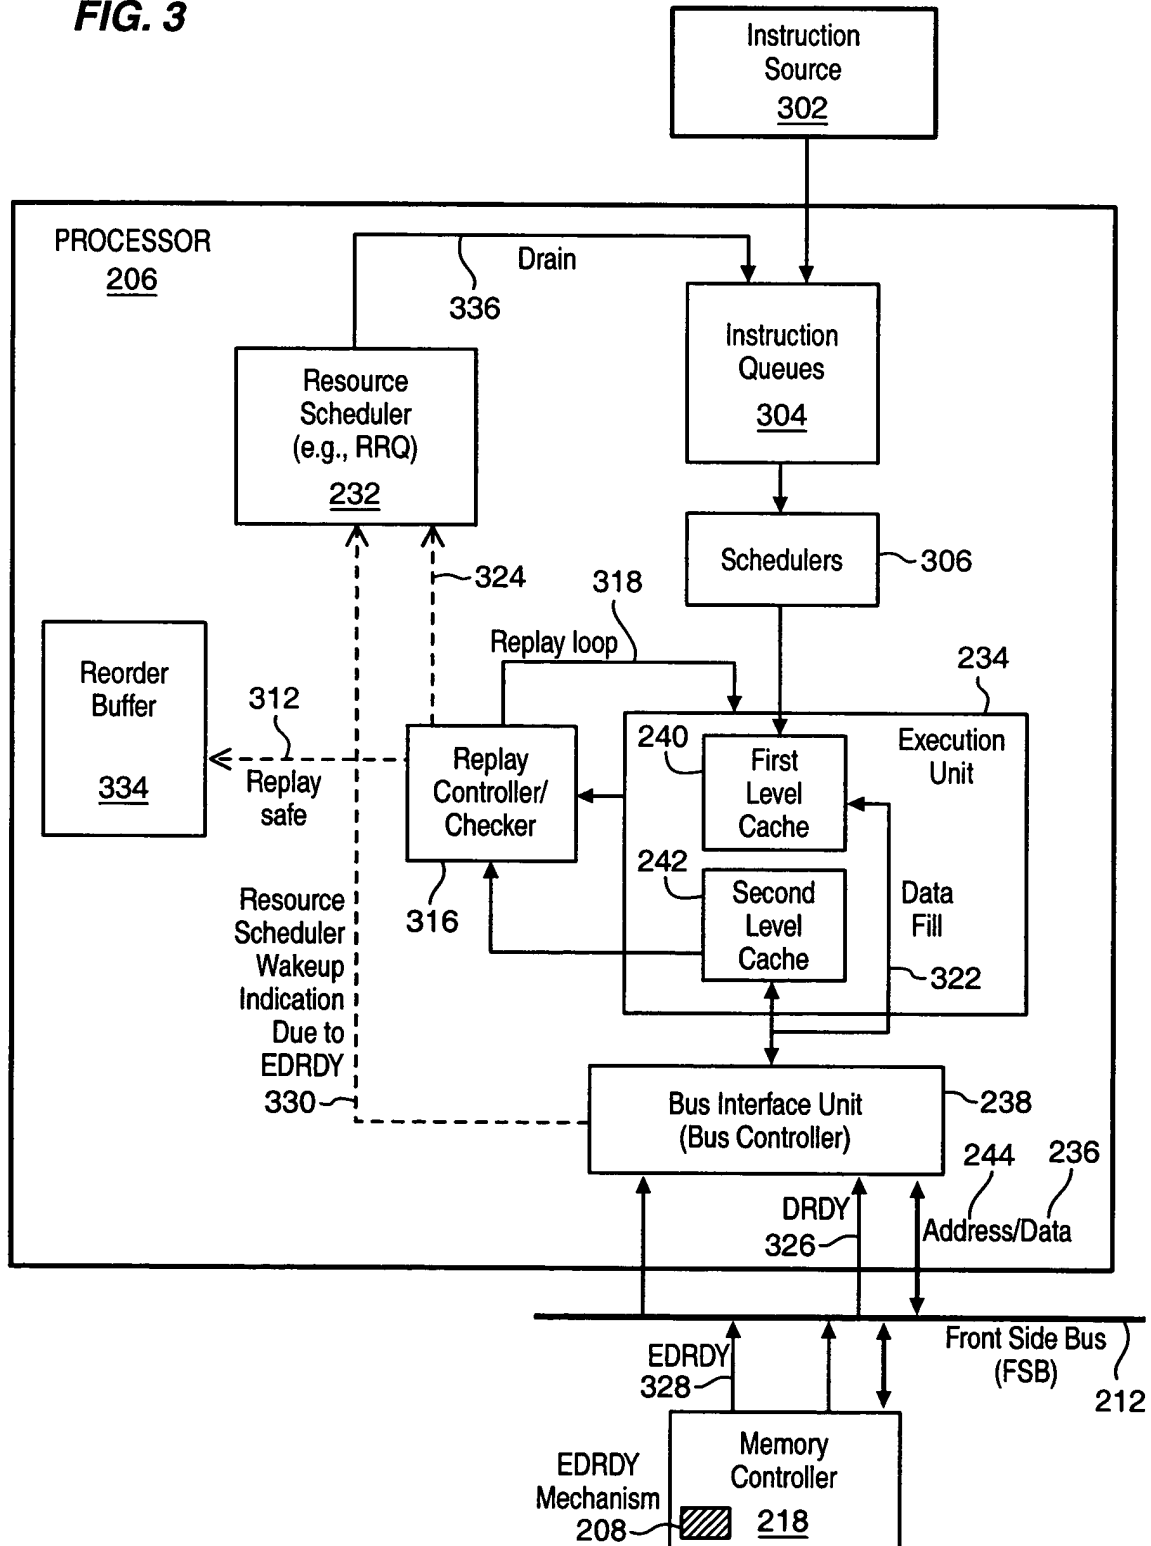 FIG. 3
Instruction
Source
302
PROCESSOR
206
Drain
336
Instruction
Queues
304
Resource
Scheduler
(e.g., RRQ)
232
Schedulers
306
324
318
Replay loop
234
Reorder
Buffer
334
312
Replay
safe
Replay
Controller/
Checker
316
240
First
Level
Cache
Execution
Unit
242
Second
Level
Cache
Data
Fill
322
Resource
Scheduler
Wakeup
Indication
Due to
EDRDY
330
Bus Interface Unit
(Bus Controller)
238
244
236
DRDY
326
Address/Data
Front Side Bus
(FSB)
212
EDRDY
328
EDRDY
Mechanism
208
Memory
Controller
218